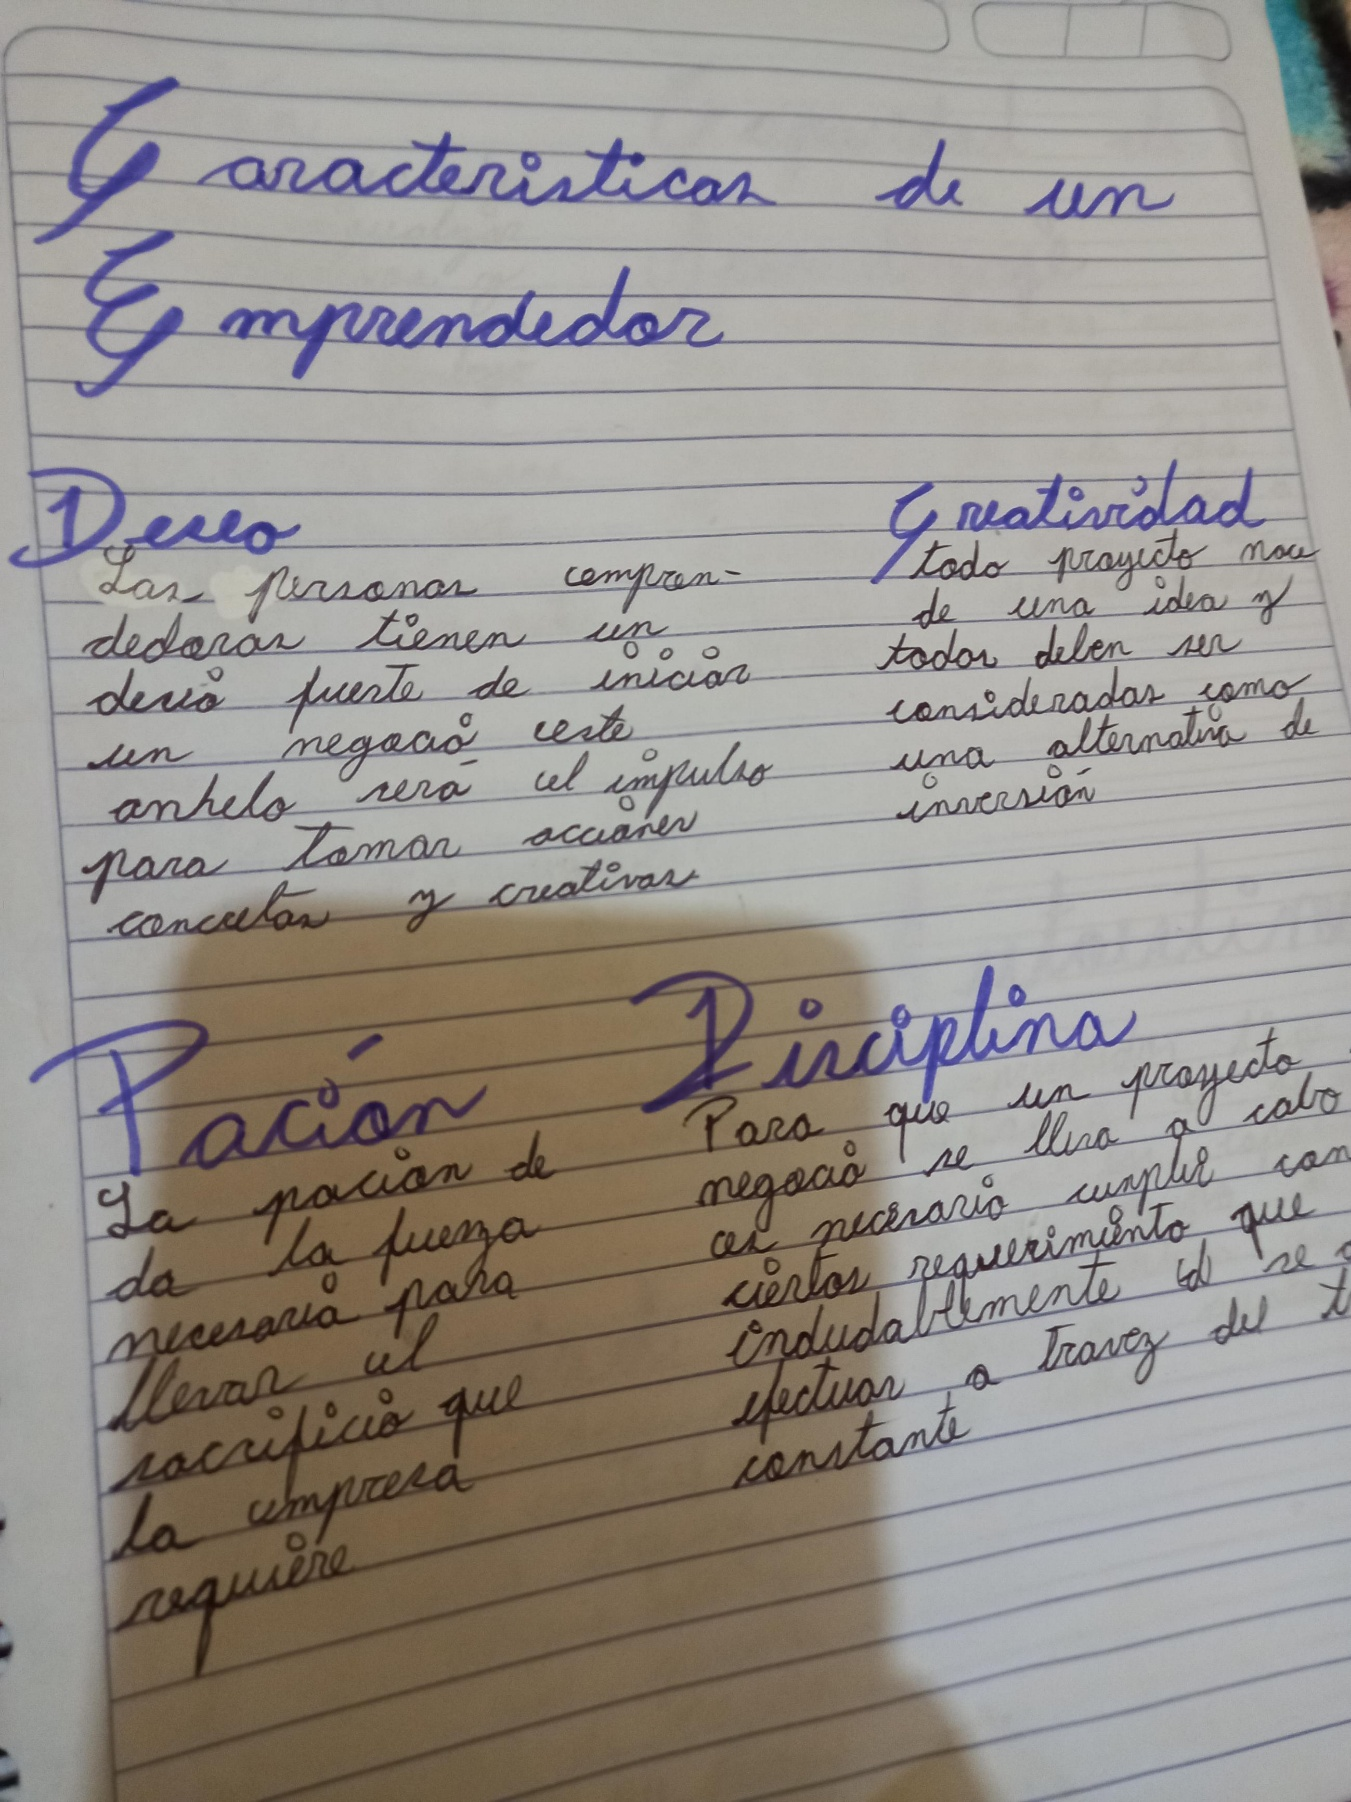 Caracteristicas de un
Emprendedor
Deseo
Las personas empren-
dedoras tienen un
deseo fuerte de iniciar
un negocio este
anhelo será el impulso
para tomar acciones
concretas y creativas
Creatividad
todo proyecto nace
de una idea y
todos deben ser
consideradas como
una alternativa de
inversión
Pación
La pacion de
da la fuerza
necesaria para
llevar el
sacrificio que
la empresa
requiere
Disciplina
Para que un proyecto
negocio se lleva a cabo
es necesario cumplir con
ciertos requerimiento que
indudablemente se
efectuar a travez del
constante